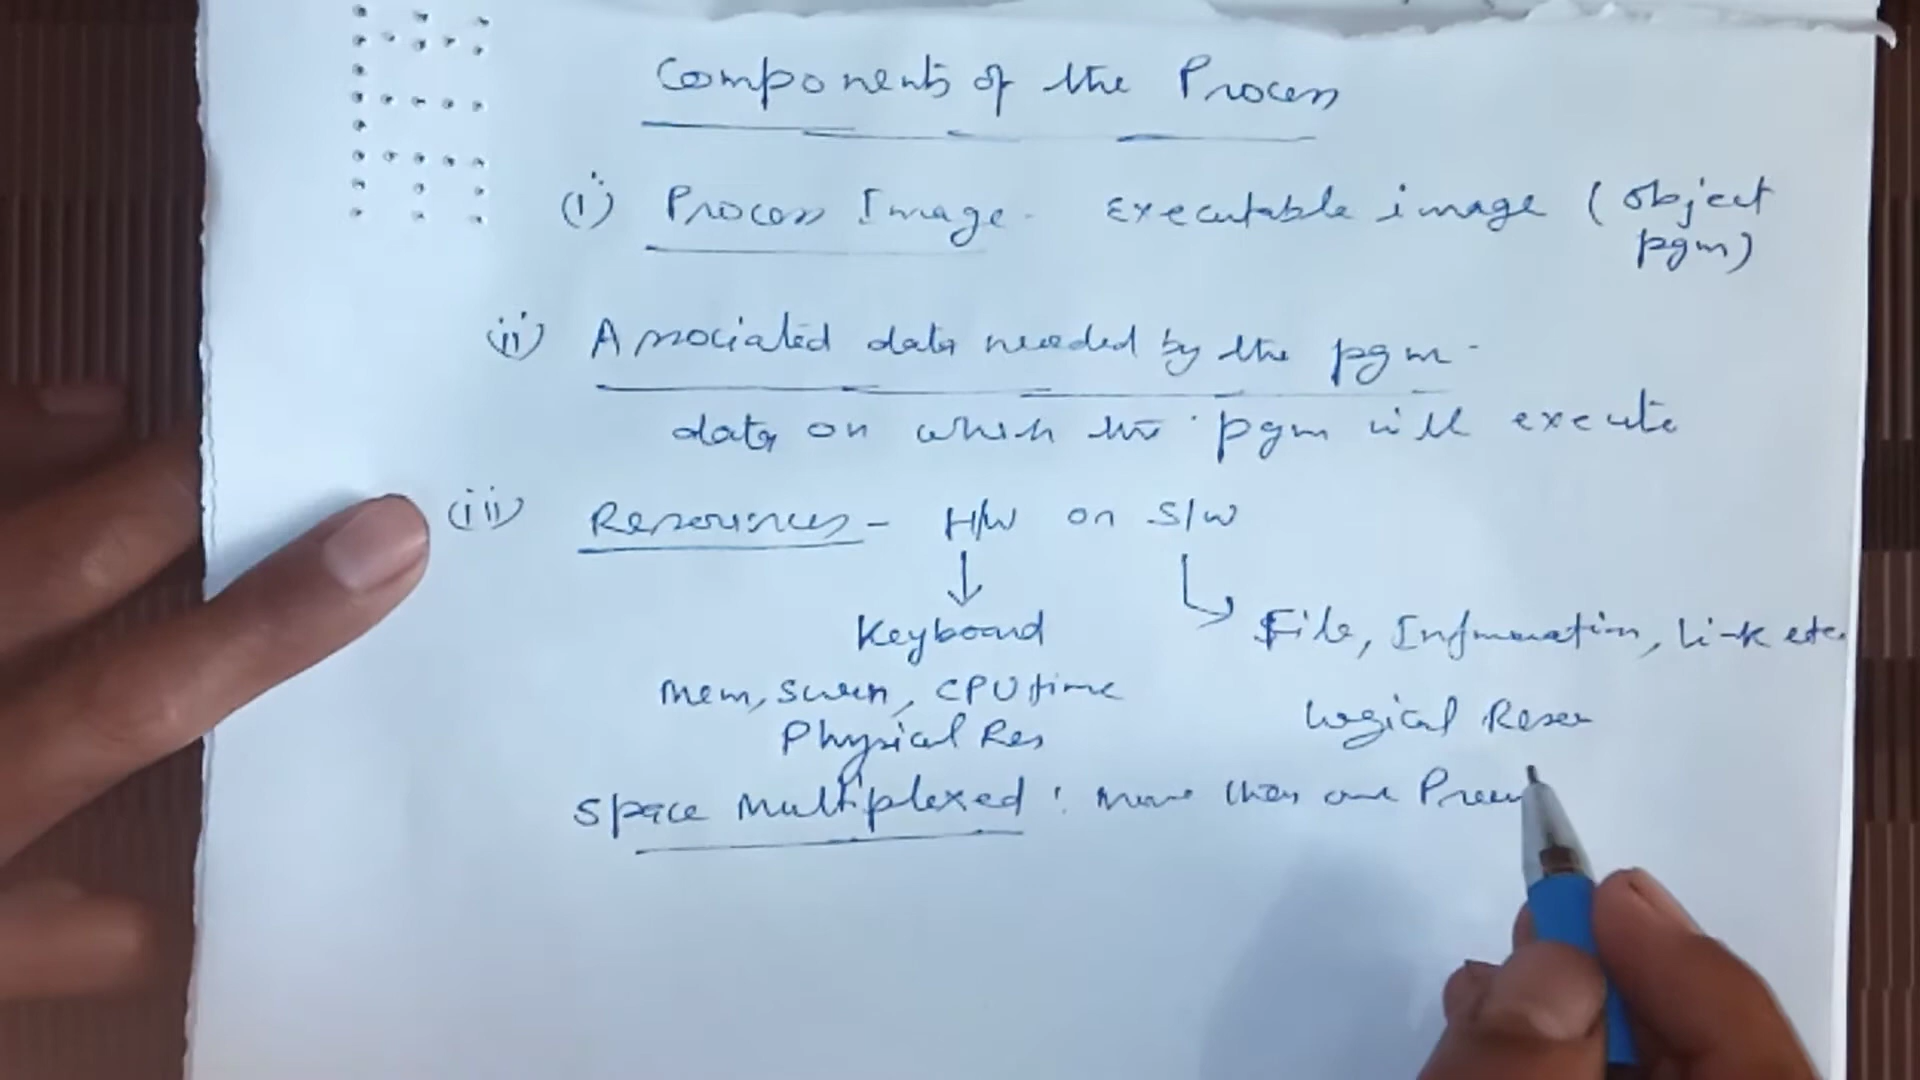 Components of the Process
(i) Process Image - Executable image (object
pgm)
(ii) Associated data needed by the pgm -
data on which the pgm will execute
(iii) Resources - H/W or S/W
↓
Keyboard
File, Information, Link etc.
Mem, Screen, CPU time
Physical Res
Logical Reser
Space Multiplexed : More than one